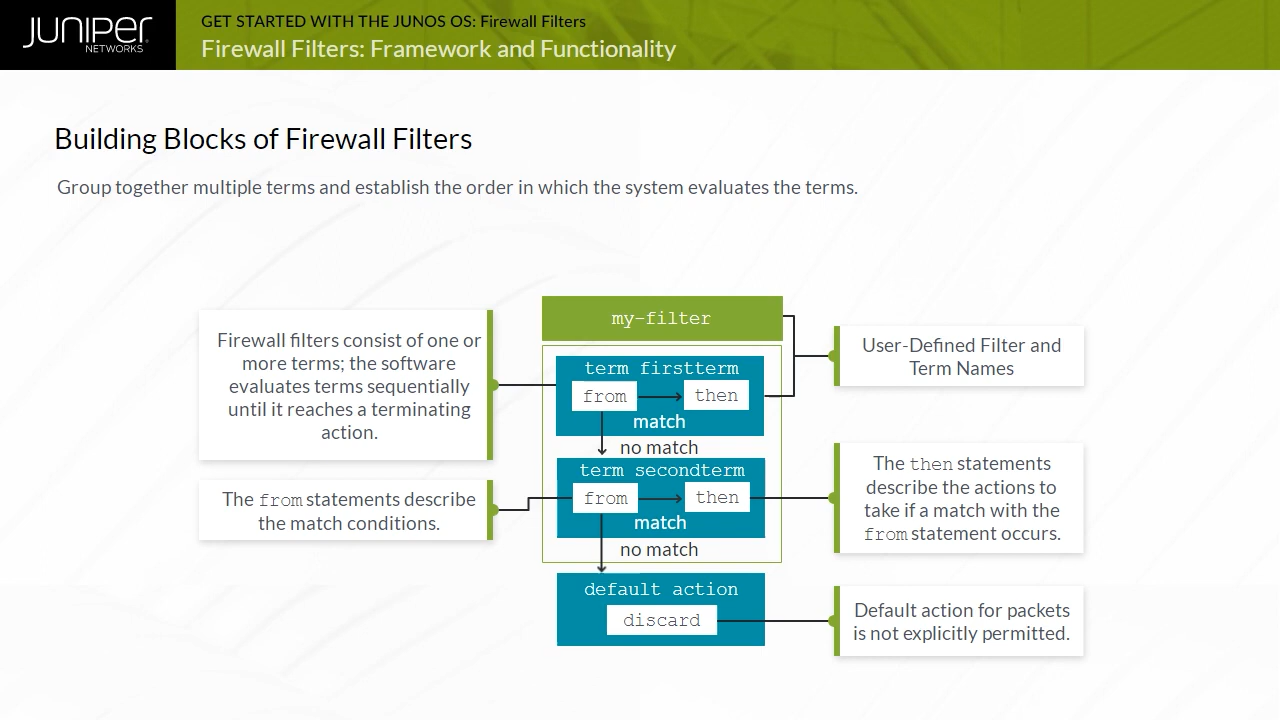 JUNIPER
NETWORKS
GET STARTED WITH THE JUNOS OS: Firewall Filters
Firewall Filters: Framework and Functionality
Building Blocks of Firewall Filters
Group together multiple terms and establish the order in which the system evaluates the terms.
Firewall filters consist of one or
more terms; the software
evaluates terms sequentially
until it reaches a terminating
action.
The from statements describe
the match conditions.
my-filter
term firstterm
from
then
match
no match
term secondterm
from
then
match
no match
default action
discard
User-Defined Filter and
Term Names
The then statements
describe the actions to
take if a match with the
from statement occurs.
Default action for packets
is not explicitly permitted.